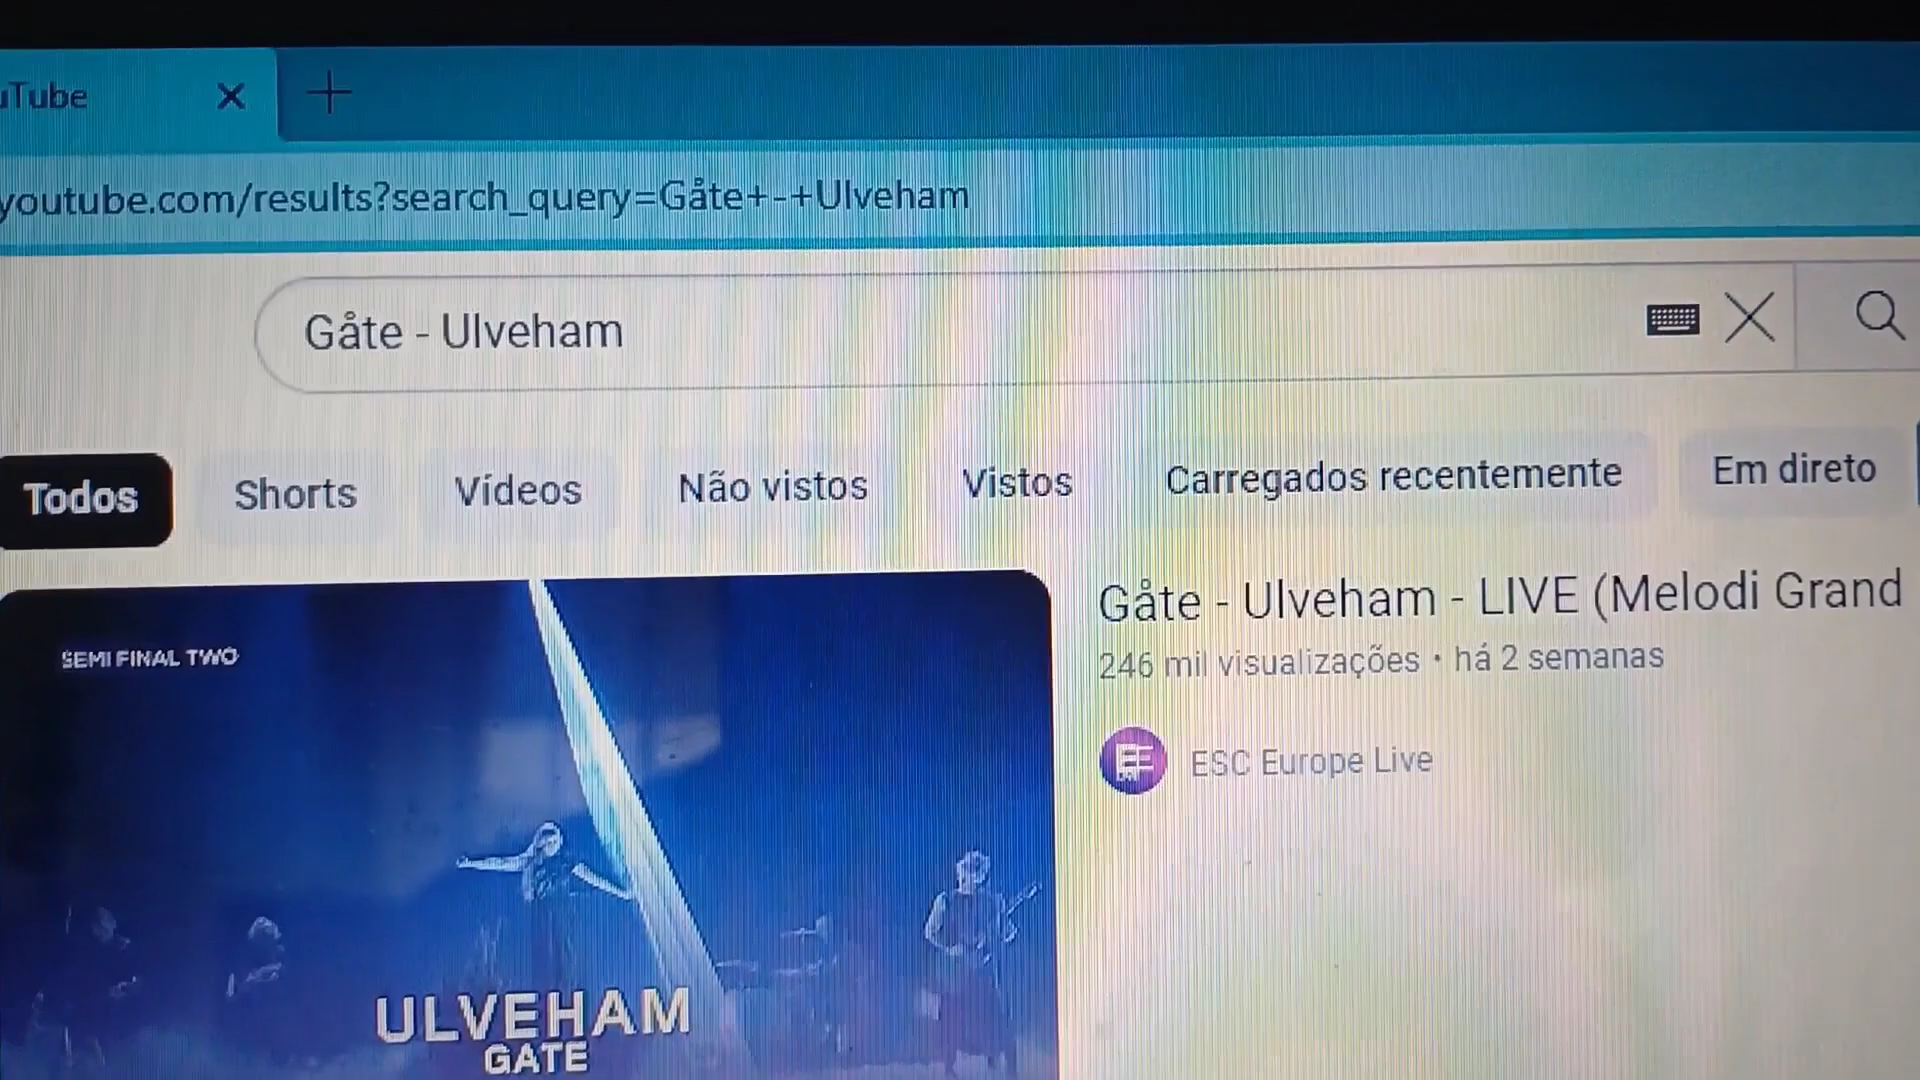 uTube
youtube.com/results?search_query=Gåte+-+Ulveham
Gåte - Ulveham
Todos
Shorts
Vídeos
Não vistos
Vistos
Carregados recentemente
Em direto
SEMI FINAL TWO
ULVEHAM
GÅTE
Gåte - Ulveham - LIVE (Melodi Grand
246 mil visualizações • há 2 semanas
ESC Europe Live